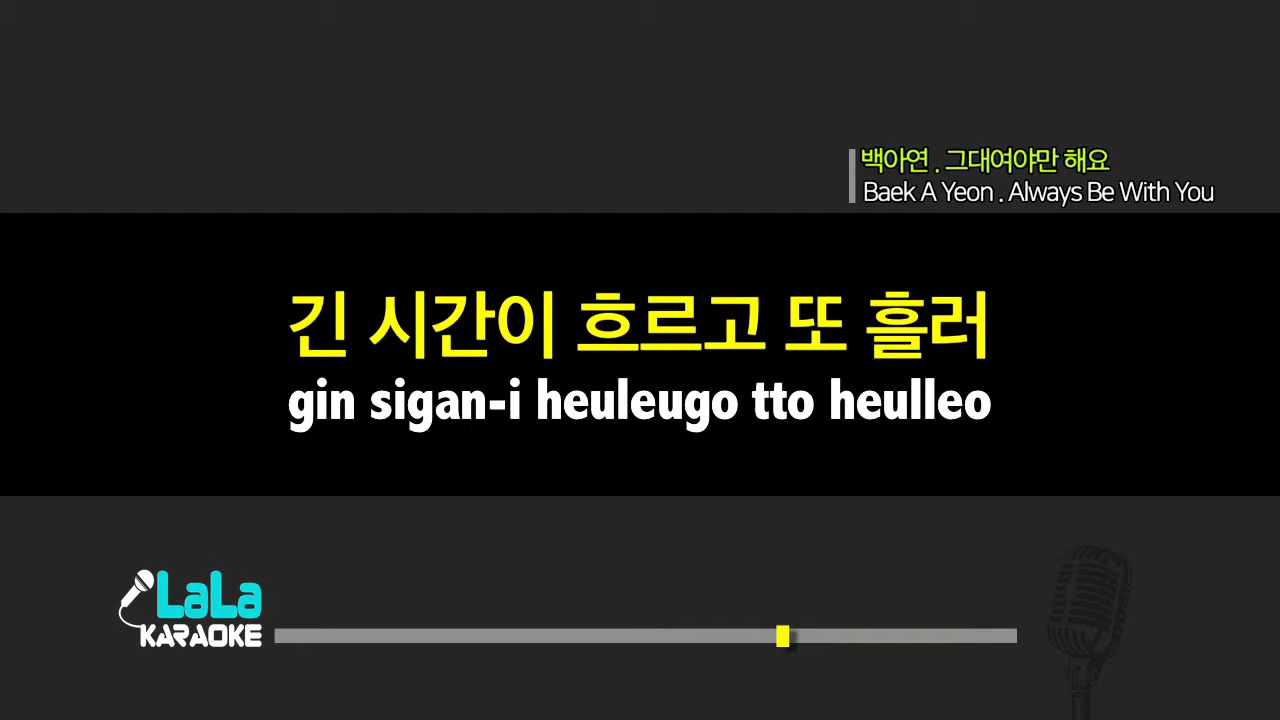 백아연 . 그대여야만 해요
Baek A Yeon . Always Be With You
긴 시간이 흐르고 또 흘러
gin sigan-i heuleugo tto heulleo
LaLa
KARAOKE